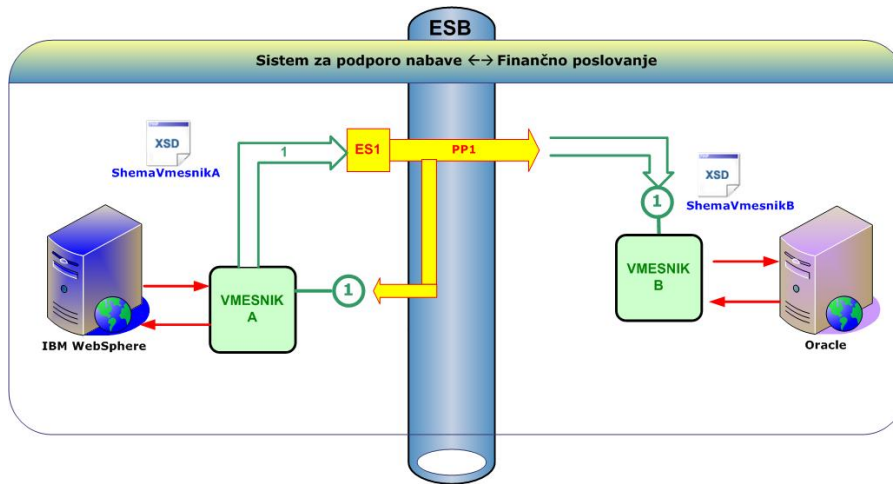 ESB
Sistem za podporo nabave ←→ Finančno poslovanje
XSD
ShemaVmesnikA
1
ES1
PP1
XSD
ShemaVmesnikB
1
VMESNIK
A
1
VMESNIK
B
IBM WebSphere
Oracle